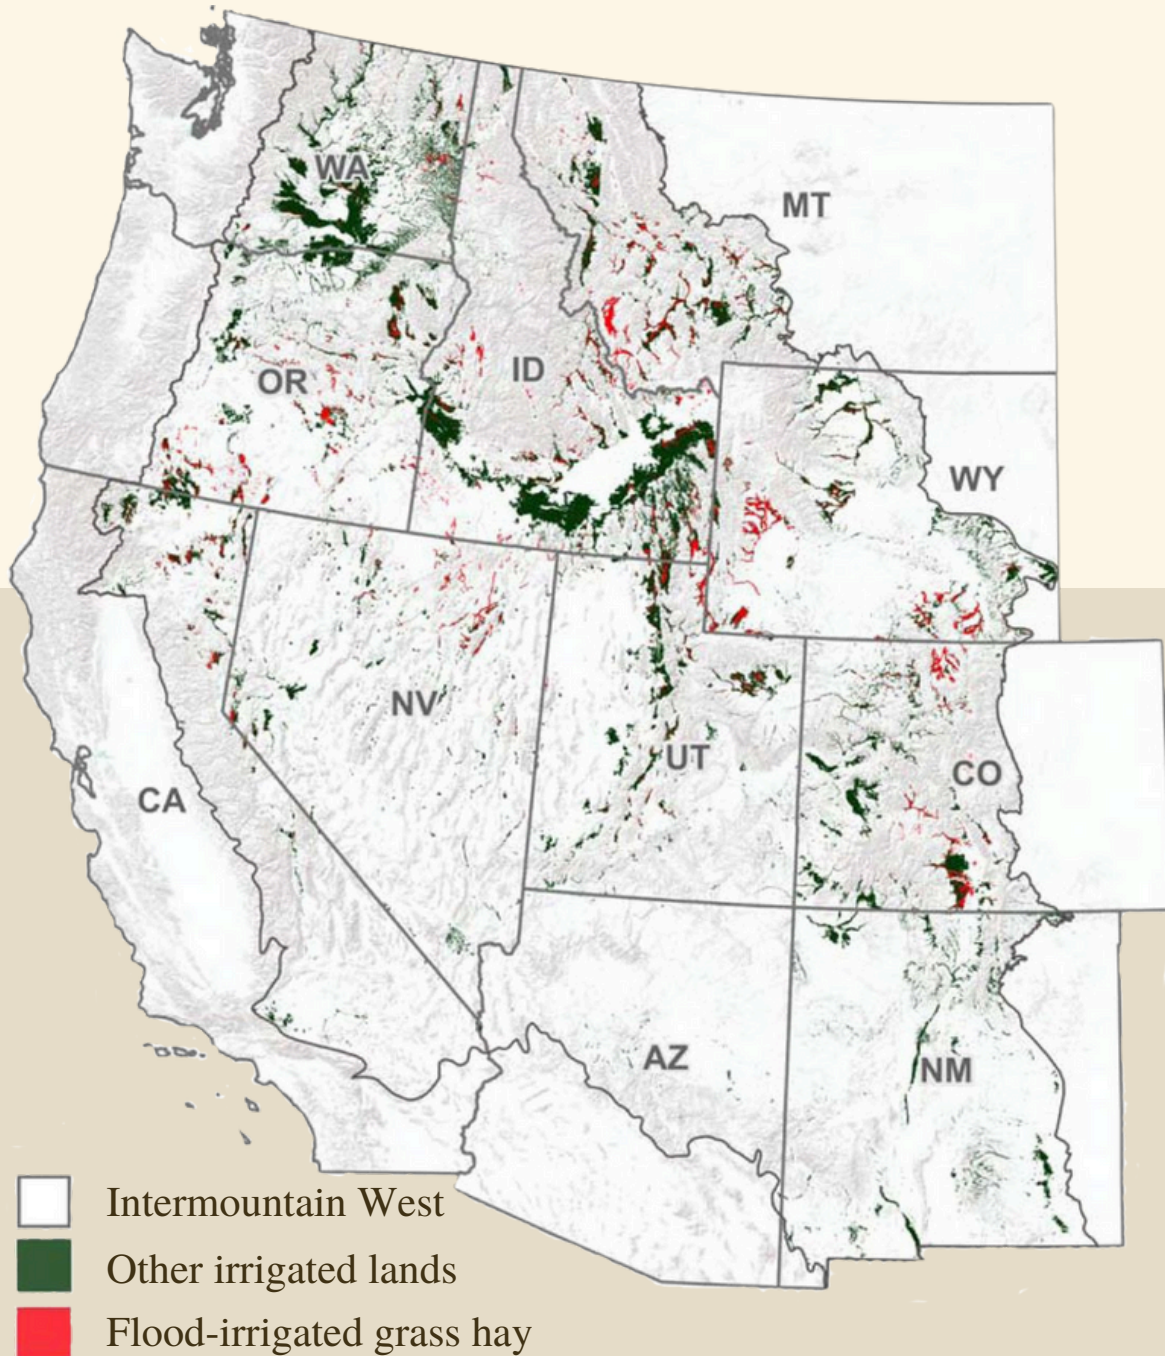 WA
MT
OR
ID
WY
NV
UT
CO
CA
AZ
NM
Intermountain West
Other irrigated lands
Flood-irrigated grass hay